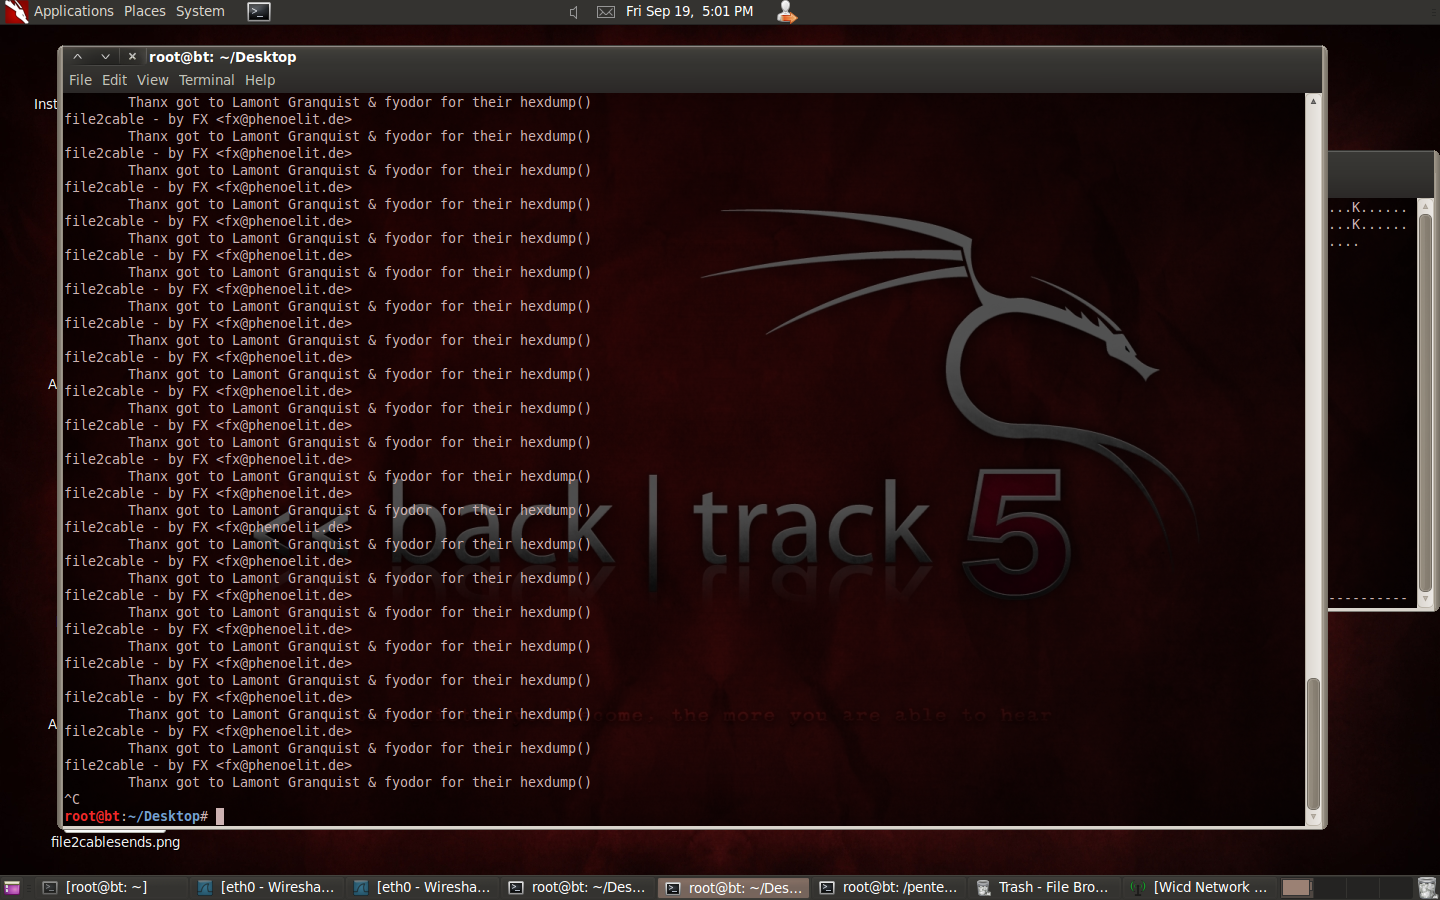 Applications Places System
Fri Sep 19, 5:01 PM
root@bt: ~/Desktop
File Edit View Terminal Help
Inst
Thanx got to Lamont Granquist & fyodor for their hexdump()
file2cable - by FX <fx@phenoelit.de>
Thanx got to Lamont Granquist & fyodor for their hexdump()
file2cable - by FX <fx@phenoelit.de>
Thanx got to Lamont Granquist & fyodor for their hexdump()
file2cable - by FX <fx@phenoelit.de>
Thanx got to Lamont Granquist & fyodor for their hexdump()
file2cable - by FX <fx@phenoelit.de>
Thanx got to Lamont Granquist & fyodor for their hexdump()
file2cable - by FX <fx@phenoelit.de>
Thanx got to Lamont Granquist & fyodor for their hexdump()
file2cable - by FX <fx@phenoelit.de>
Thanx got to Lamont Granquist & fyodor for their hexdump()
file2cable - by FX <fx@phenoelit.de>
Thanx got to Lamont Granquist & fyodor for their hexdump()
file2cable - by FX <fx@phenoelit.de>
Thanx got to Lamont Granquist & fyodor for their hexdump()
file2cable - by FX <fx@phenoelit.de>
Thanx got to Lamont Granquist & fyodor for their hexdump()
file2cable - by FX <fx@phenoelit.de>
Thanx got to Lamont Granquist & fyodor for their hexdump()
file2cable - by FX <fx@phenoelit.de>
Thanx got to Lamont Granquist & fyodor for their hexdump()
file2cable - by FX <fx@phenoelit.de>
Thanx got to Lamont Granquist & fyodor for their hexdump()
file2cable - by FX <fx@phenoelit.de>
Thanx got to Lamont Granquist & fyodor for their hexdump()
file2cable - by FX <fx@phenoelit.de>
Thanx got to Lamont Granquist & fyodor for their hexdump()
file2cable - by FX <fx@phenoelit.de>
Thanx got to Lamont Granquist & fyodor for their hexdump()
file2cable - by FX <fx@phenoelit.de>
Thanx got to Lamont Granquist & fyodor for their hexdump()
file2cable - by FX <fx@phenoelit.de>
Thanx got to Lamont Granquist & fyodor for their hexdump()
file2cable - by FX <fx@phenoelit.de>
Thanx got to Lamont Granquist & fyodor for their hexdump()
file2cable - by FX <fx@phenoelit.de>
Thanx got to Lamont Granquist & fyodor for their hexdump()
file2cable - by FX <fx@phenoelit.de>
Thanx got to Lamont Granquist & fyodor for their hexdump()
^C
root@bt:~/Desktop#
...K......
...K......
....
----------
A
A
<< back | track 5
come, the more you are able to hear
file2cablesends.png
[root@bt: ~]
[eth0 - Wiresha...
[eth0 - Wiresha...
root@bt: ~/Des...
root@bt: ~/Des...
root@bt: /pente...
Trash - File Bro...
[Wicd Network ...